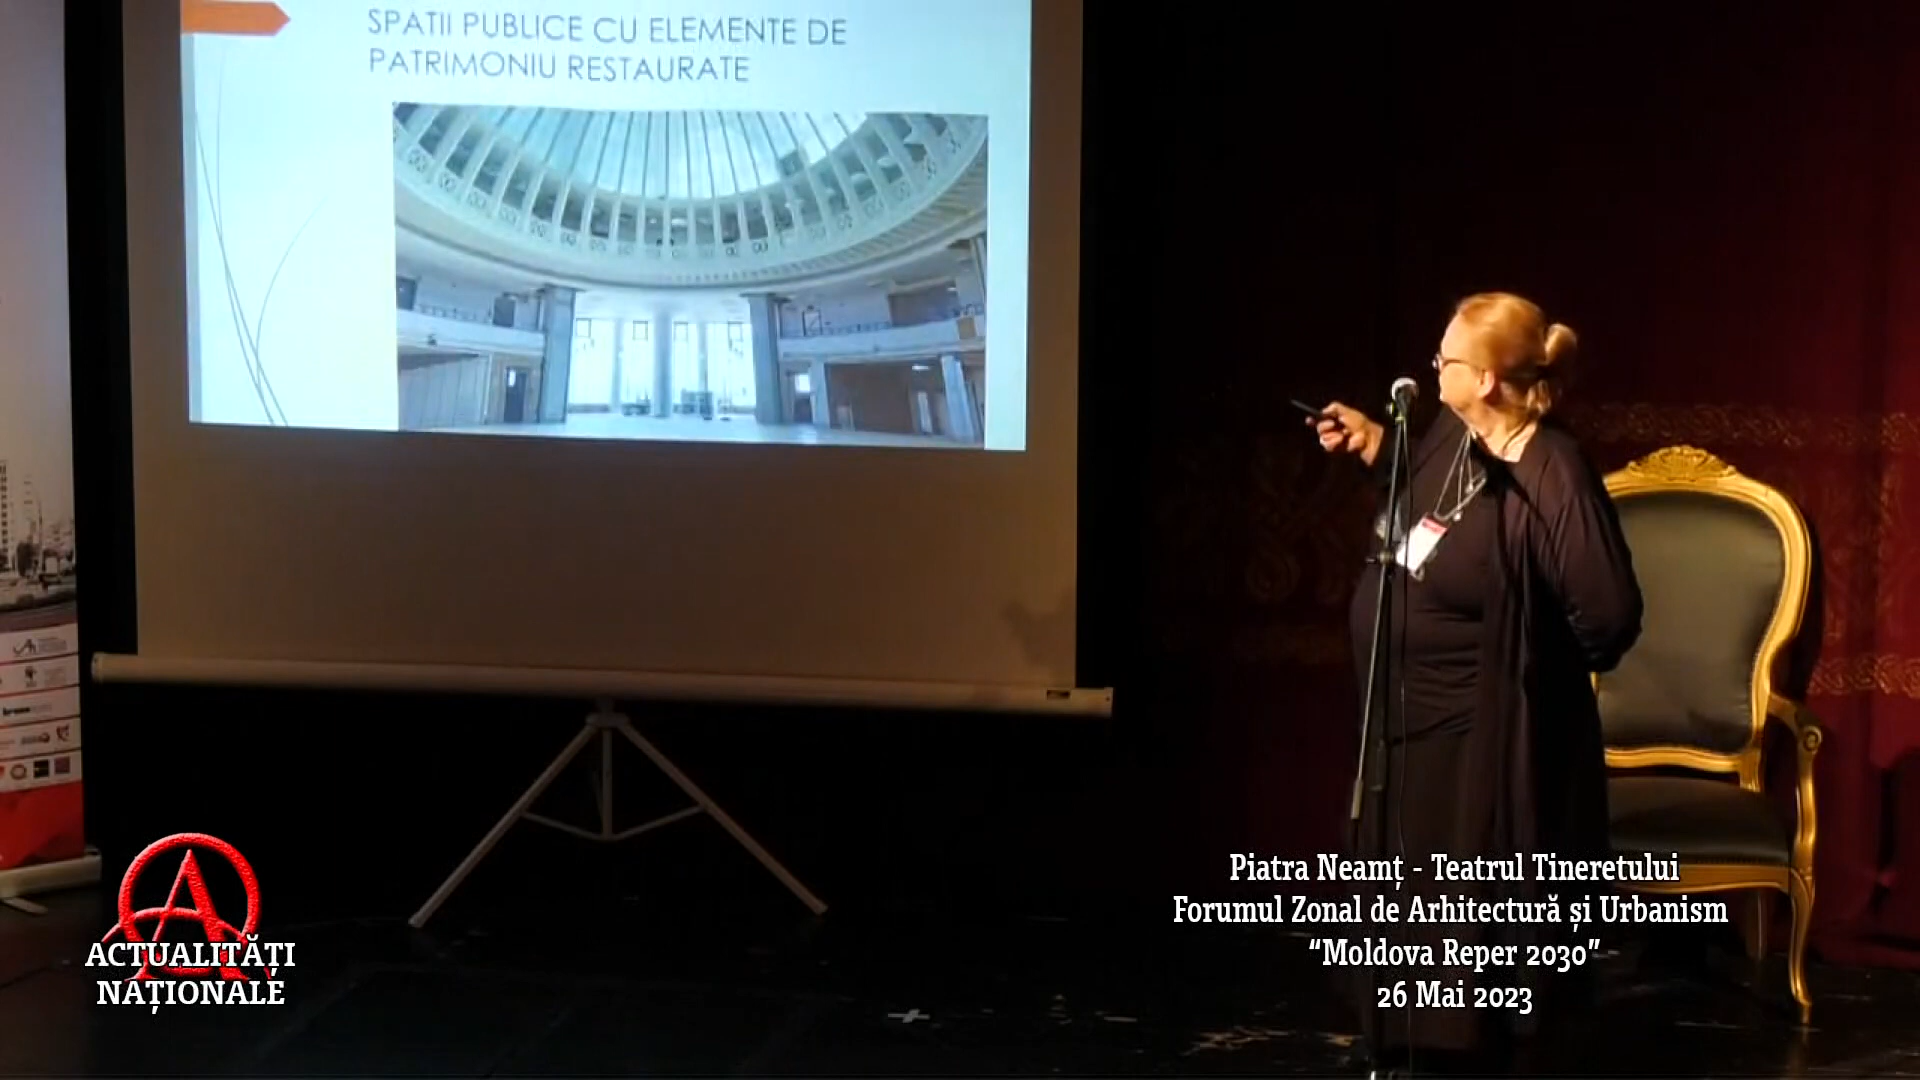 SPATII PUBLICE CU ELEMENTE DE
PATRIMONIU RESTAURATE
ACTUALITĂȚI
NAȚIONALE
Piatra Neamț - Teatrul Tineretului
Forumul Zonal de Arhitectură și Urbanism
“Moldova Reper 2030”
26 Mai 2023